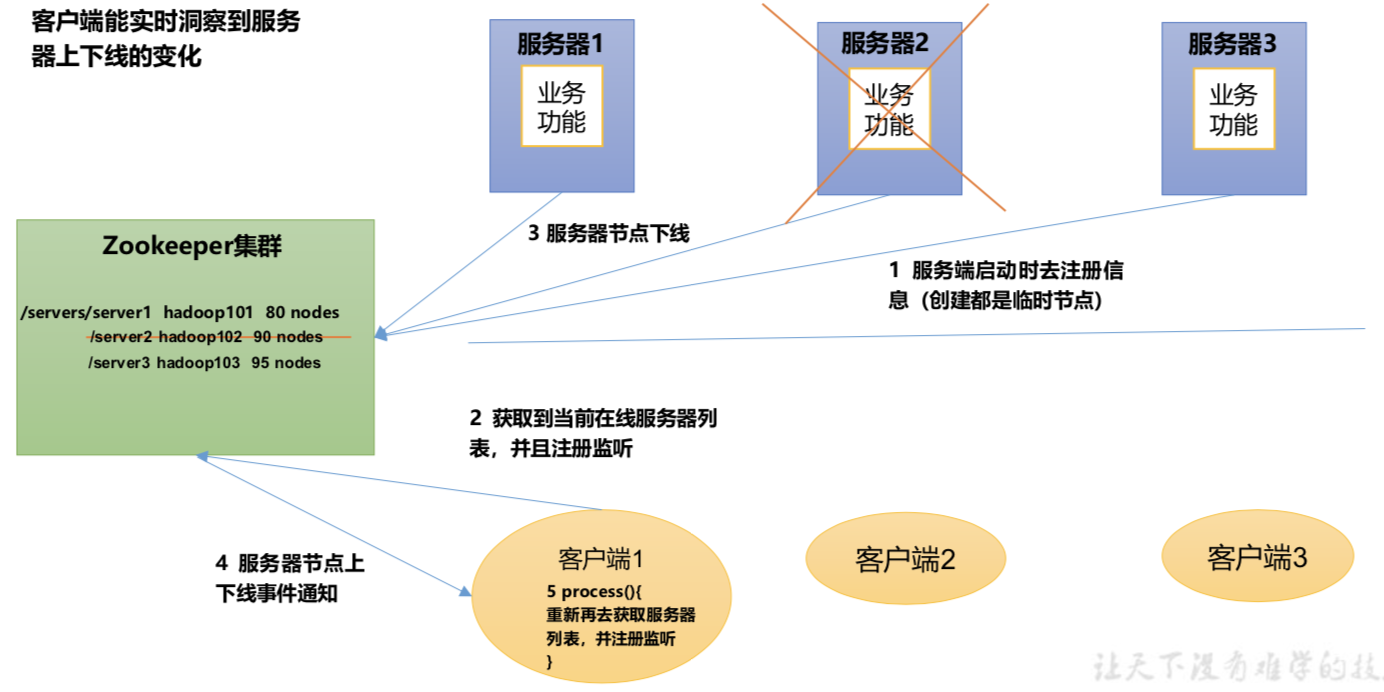 客户端能实时洞察到服务
器上下线的变化
服务器1
业务
功能
服务器2
业务
功能
服务器3
业务
功能
3 服务器节点下线
Zookeeper集群
/servers/server1 hadoop101 80 nodes
/server2 hadoop102 90 nodes
/server3 hadoop103 95 nodes
1 服务端启动时去注册信
息（创建都是临时节点）
2 获取到当前在线服务器列
表，并且注册监听
4 服务器节点上
下线事件通知
客户端1
5 process(){
重新再去获取服务器
列表，并注册监听
}
客户端2
客户端3
让天下没有难学的技